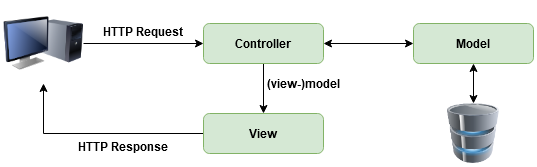 HTTP Request
Controller
Model
(view-)model
View
HTTP Response